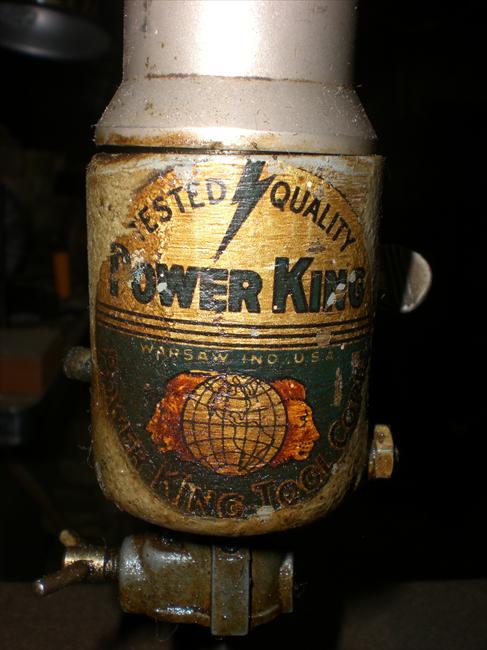 TESTED QUALITY
POWER KING
WARSAW IND. U.S.A.
POWER KING TOOL CORP.